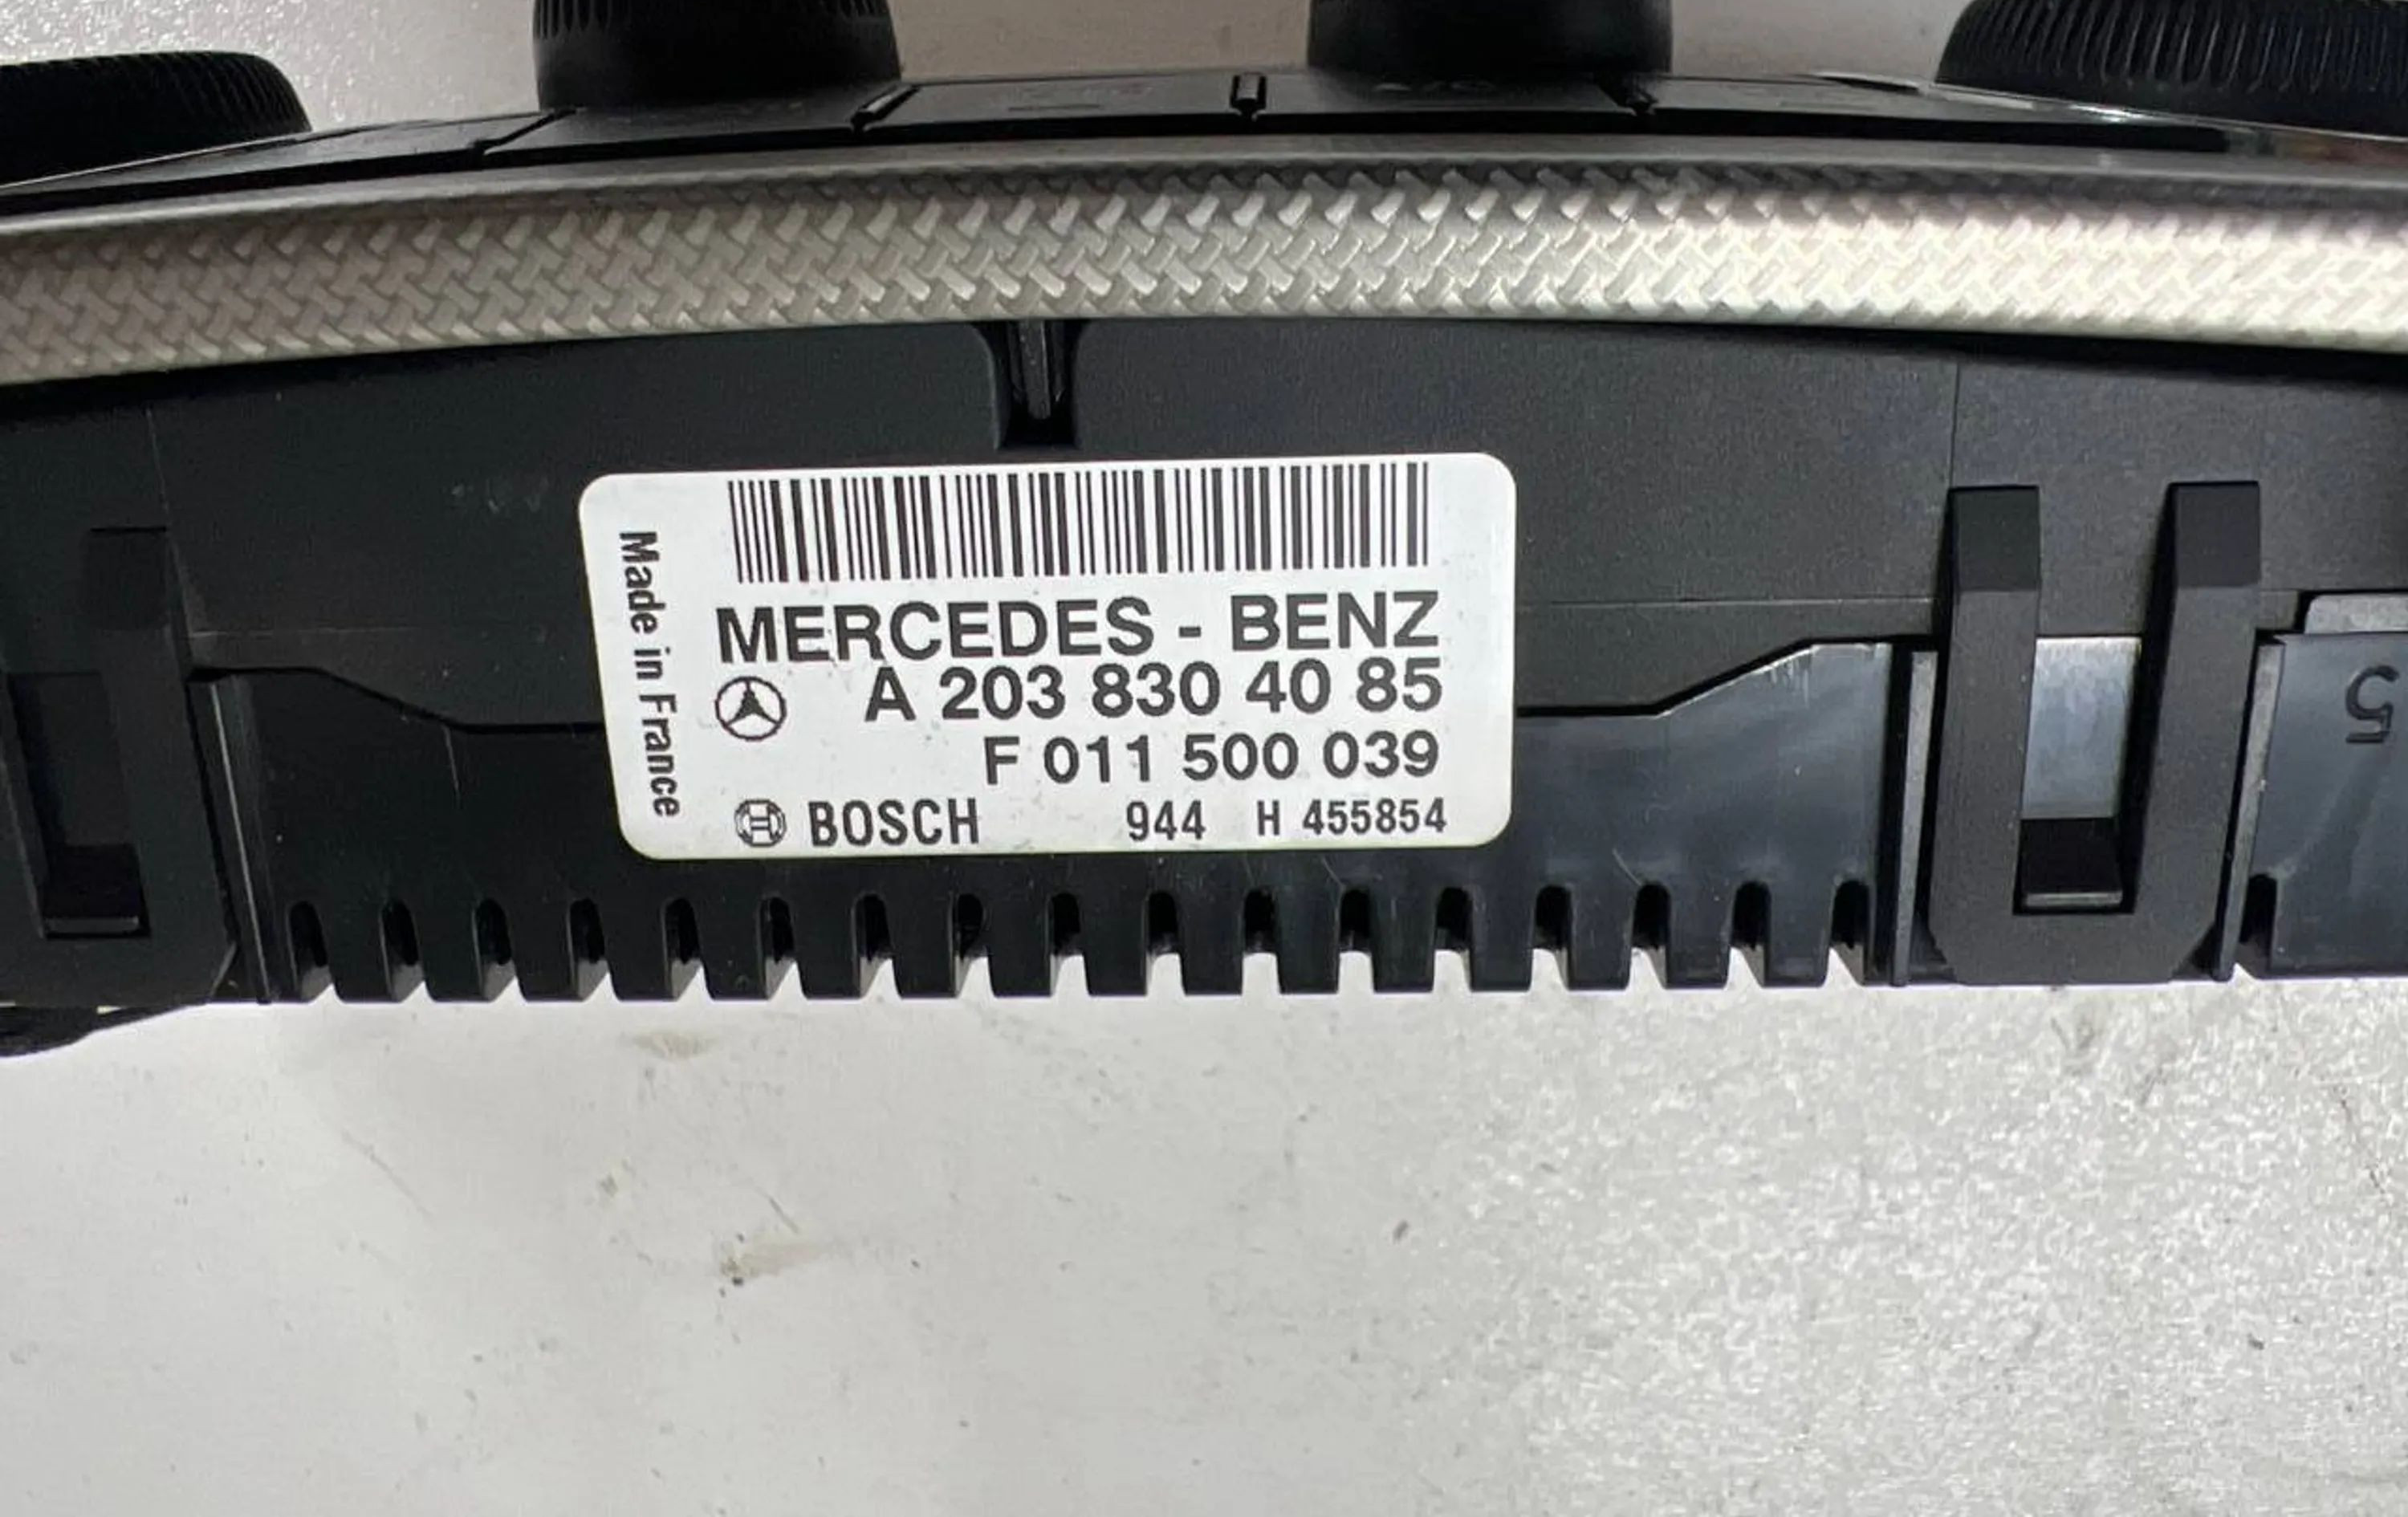 Made in France
MERCEDES - BENZ
A 203 830 40 85
F 011 500 039
BOSCH 944 H 455854
5